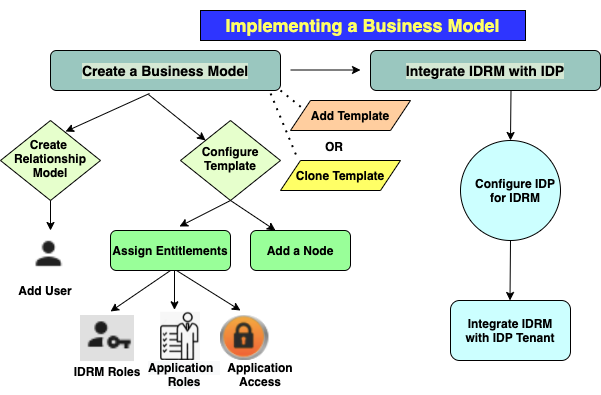 Implementing a Business Model
Create a Business Model
Integrate IDRM with IDP
Add Template
OR
Clone Template
Create
Relationship
Model
Configure
Template
Configure IDP
for IDRM
Assign Entitlements
Add a Node
Add User
Integrate IDRM
with IDP Tenant
IDRM Roles
Application
Roles
Application
Access